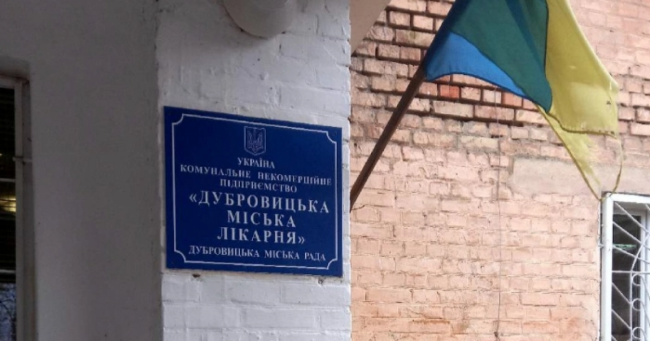 УКРАЇНА
КОМУНАЛЬНЕ НЕКОМЕРЦІЙНЕ
ПІДПРИЄМСТВО
«ДУБРОВИЦЬКА
МІСЬКА
ЛІКАРНЯ»
ДУБРОВИЦЬКА МІСЬКА РАДА